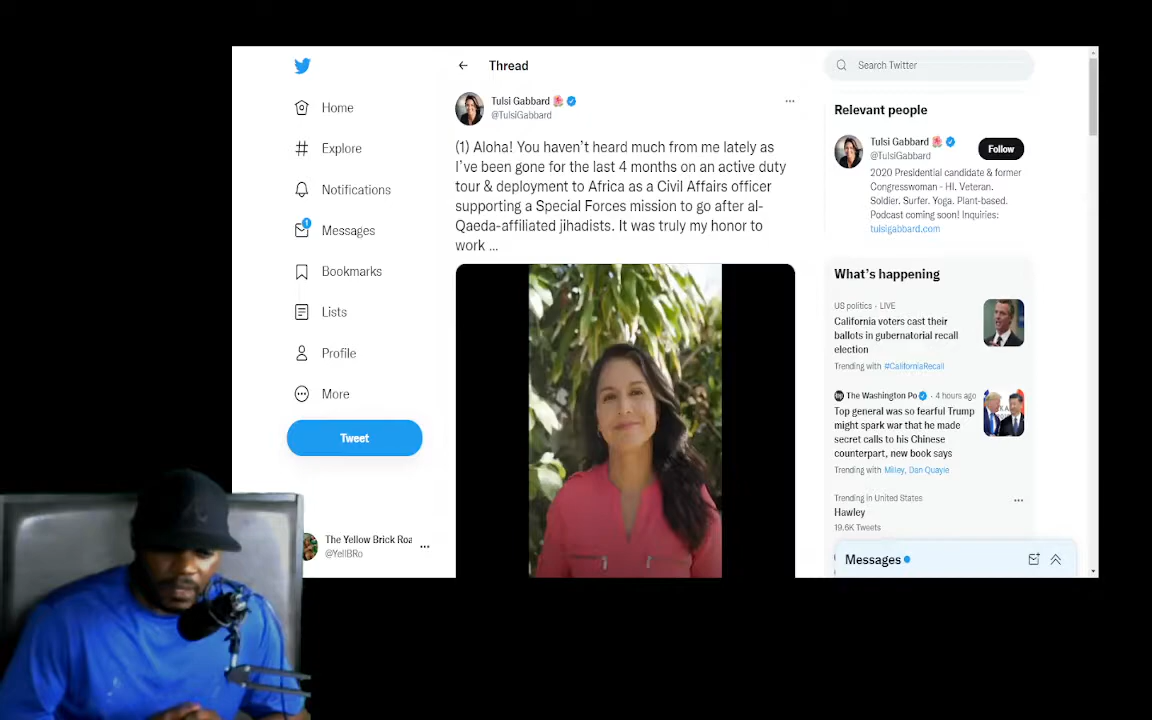 Thread
Search Twitter
Home
Explore
Notifications
1
Messages
Bookmarks
Lists
Profile
More
Tweet
The Yellow Brick Roa
@YellBRo
Tulsi Gabbard
@TulsiGabbard
(1) Aloha! You haven't heard much from me lately as
I've been gone for the last 4 months on an active duty
tour & deployment to Africa as a Civil Affairs officer
supporting a Special Forces mission to go after al-
Qaeda-affiliated jihadists. It was truly my honor to
work ...
Relevant people
Tulsi Gabbard
@TulsiGabbard
Follow
2020 Presidential candidate & former
Congresswoman - HI. Veteran.
Soldier. Surfer. Yoga. Plant-based.
Podcast coming soon! Inquiries:
tulsigabbard.com
What's happening
US politics · LIVE
California voters cast their
ballots in gubernatorial recall
election
Trending with #CaliforniaRecall
The Washington Po · 4 hours ago
Top general was so fearful Trump
might spark war that he made
secret calls to his Chinese
counterpart, new book says
Trending with Milley, Dan Quayle
Trending in United States
Hawley
19.6K Tweets
Messages